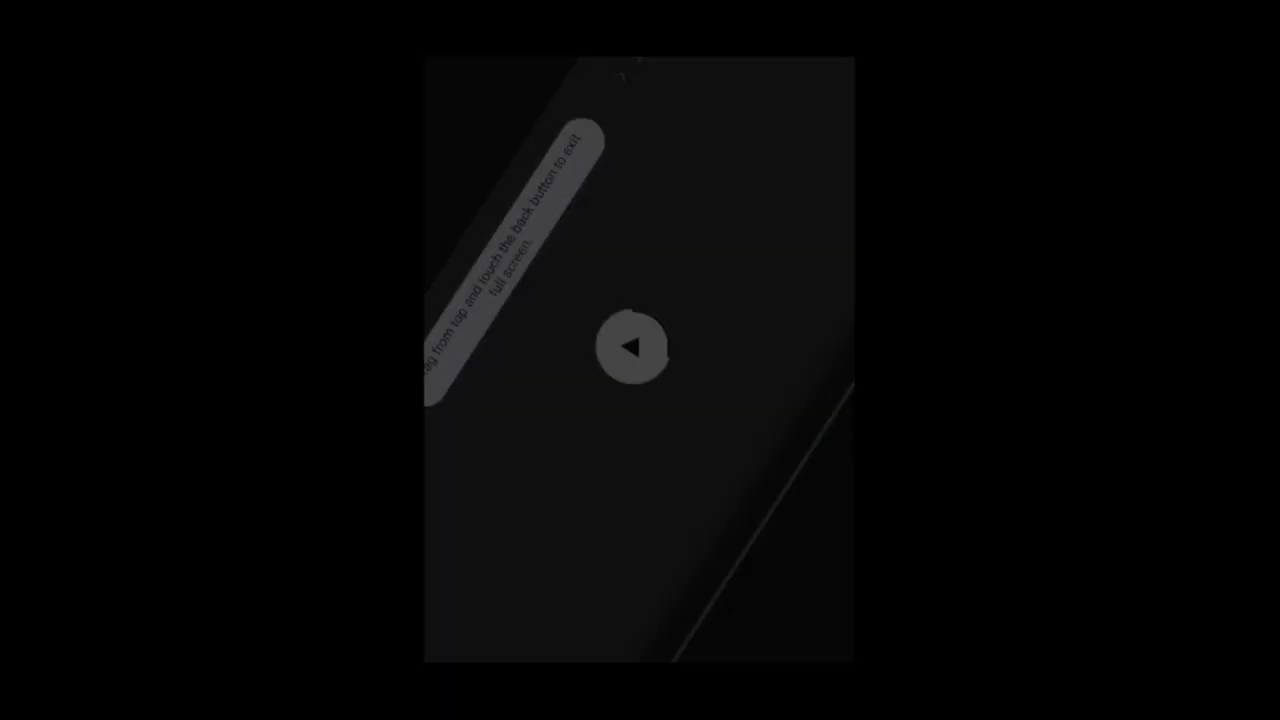 from top and touch the back button to exit
full screen.